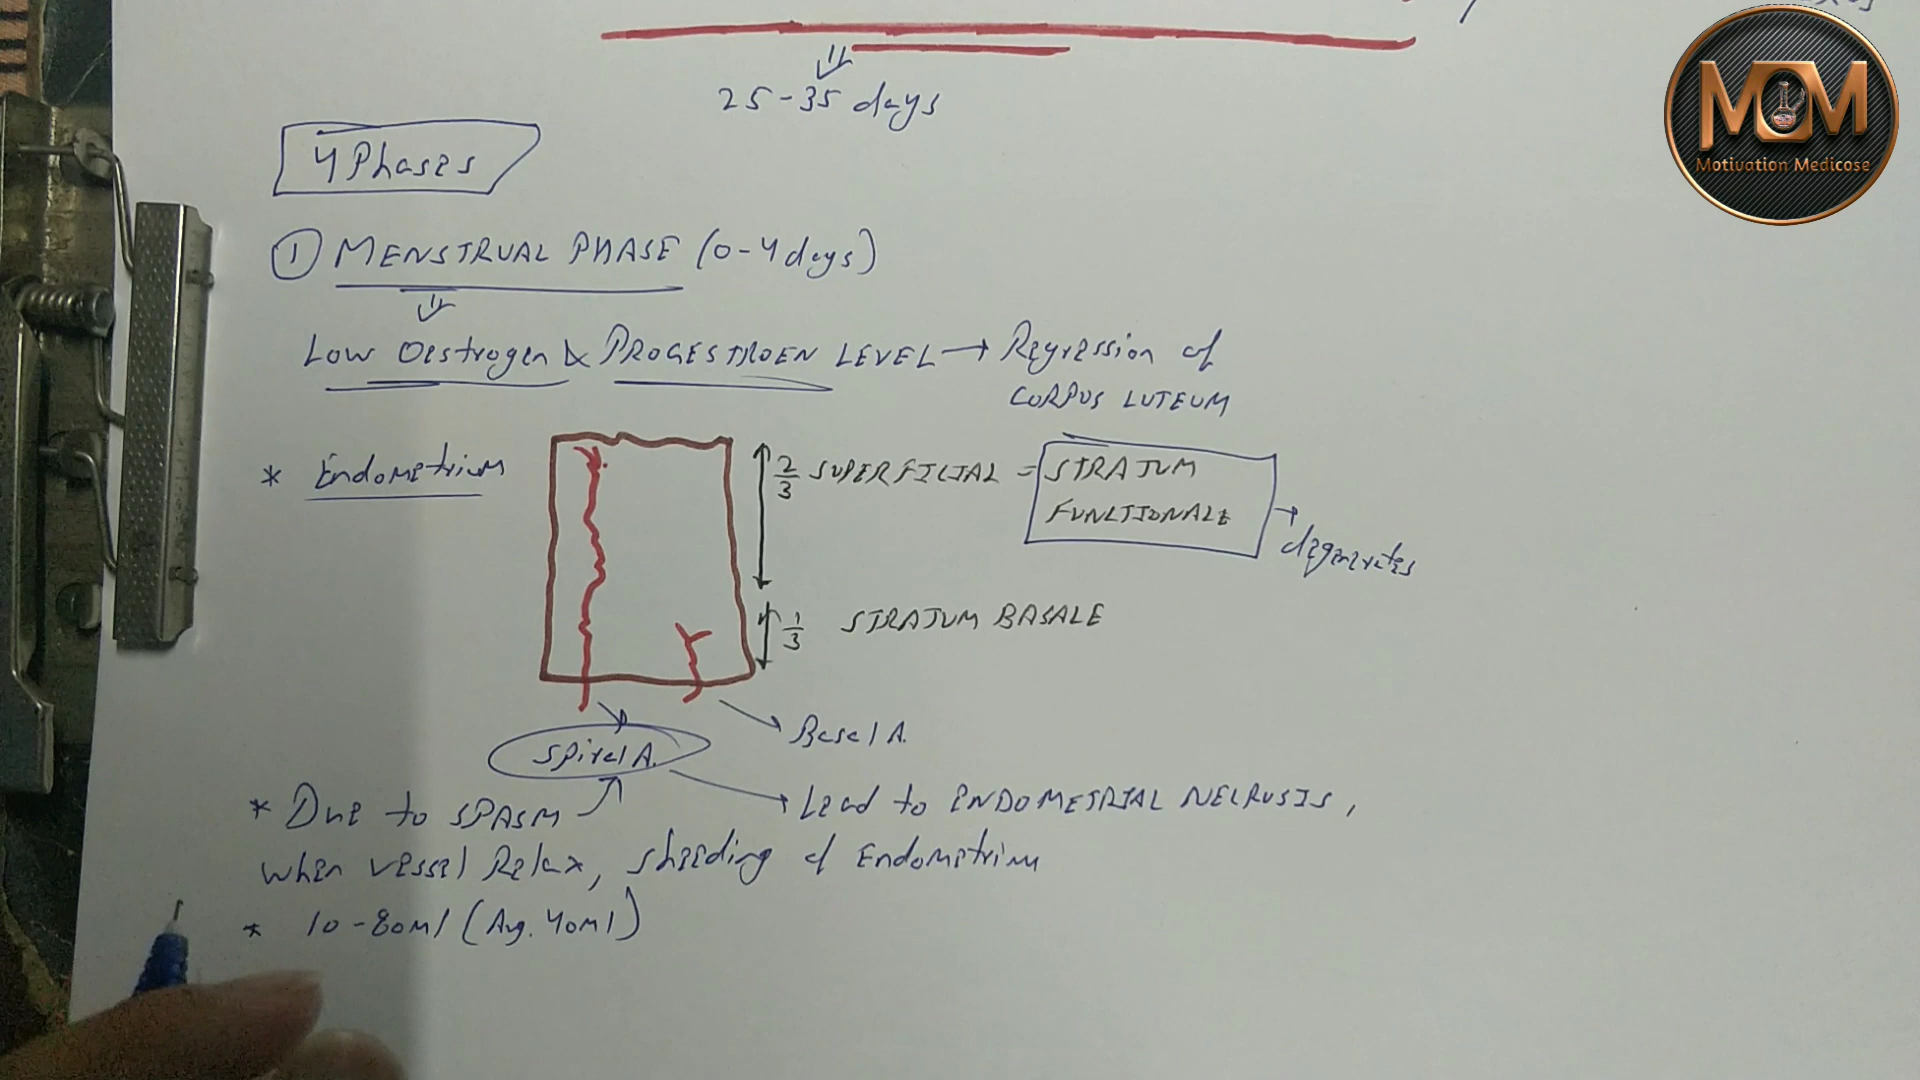 25-35 days
4 Phases
① MENSTRUAL PHASE (0-4 days)
Low Oestrogen & PROGESTROEN LEVEL → Regression of
CORPUS LUTEUM
* Endometrium
2/3 SUPERFICIAL = STRATUM
FUNCTIONALE
→ degenerates
1/3 STRATUM BASALE
Basal A.
Spiral A.
* Due to SPASM
→ Lead to ENDOMETRIAL NECROSIS,
when vessel Relax, shedding of Endometrium
* 10-80ml (Avg. 40ml)
MOM
Motivation Medicose